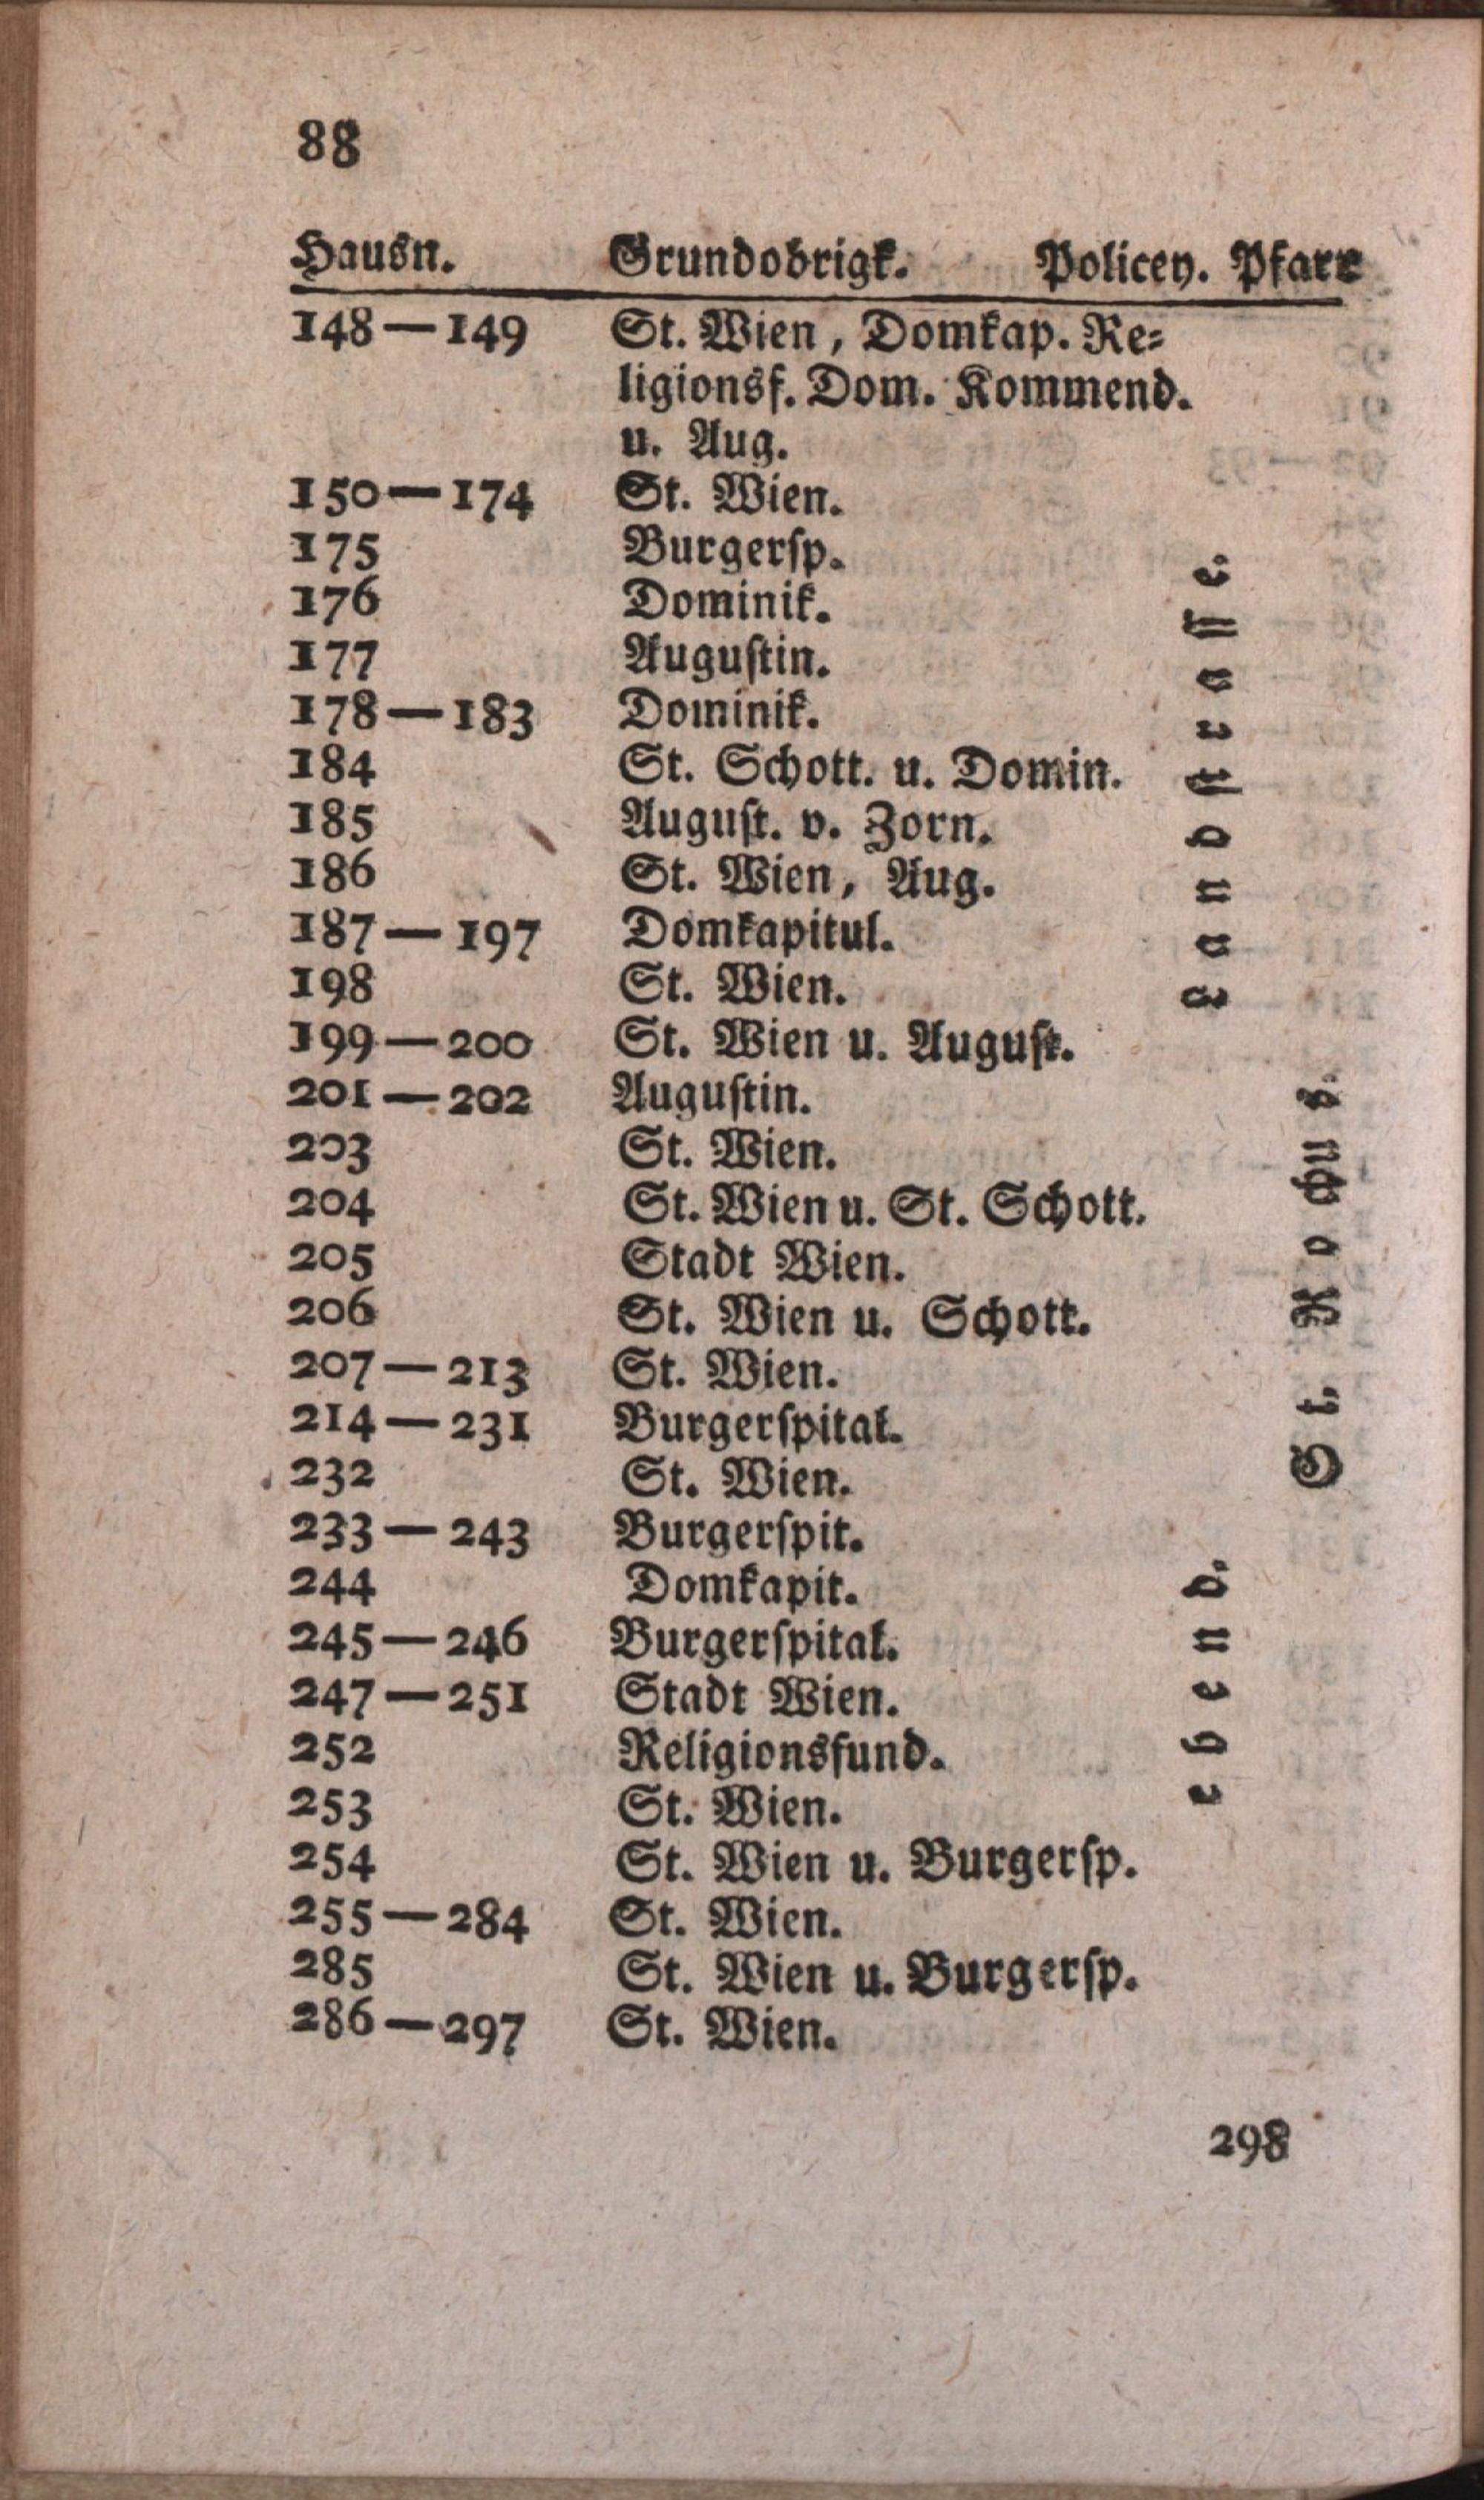 88
Hausn. Grundobrigk. Policey. Pfarr
148—149 St. Wien, Domkap. Re⸗
ligionsf. Dom. Kommend.
u. Aug.
150—174 St. Wien.
175 Burgerſp.
176 Dominik.
177 Auguſtin.
178—183 Dominik.
184 St. Schott. u. Domin.
185 Auguſt. v. Zorn.
186 St. Wien, Aug.
187—197 Domkapitul.
198 St. Wien.
199—200 St. Wien u. Auguſt.
201—202 Auguſtin.
203 St. Wien.
204 St. Wien u. St. Schott.
205 Stadt Wien.
206 St. Wien u. Schott.
207—213 St. Wien.
214—231 Burgerſpital.
232 St. Wien.
233—243 Burgerſpit.
244 Domkapit.
245—246 Burgerſpital.
247—251 Stadt Wien.
252 Religionsfund.
253 St. Wien.
254 St. Wien u. Burgerſp.
255—284 St. Wien.
285 St. Wien u. Burgerſp.
286—297 St. Wien.
Landſtraſſe.
ebend.
St. Rochus.
298